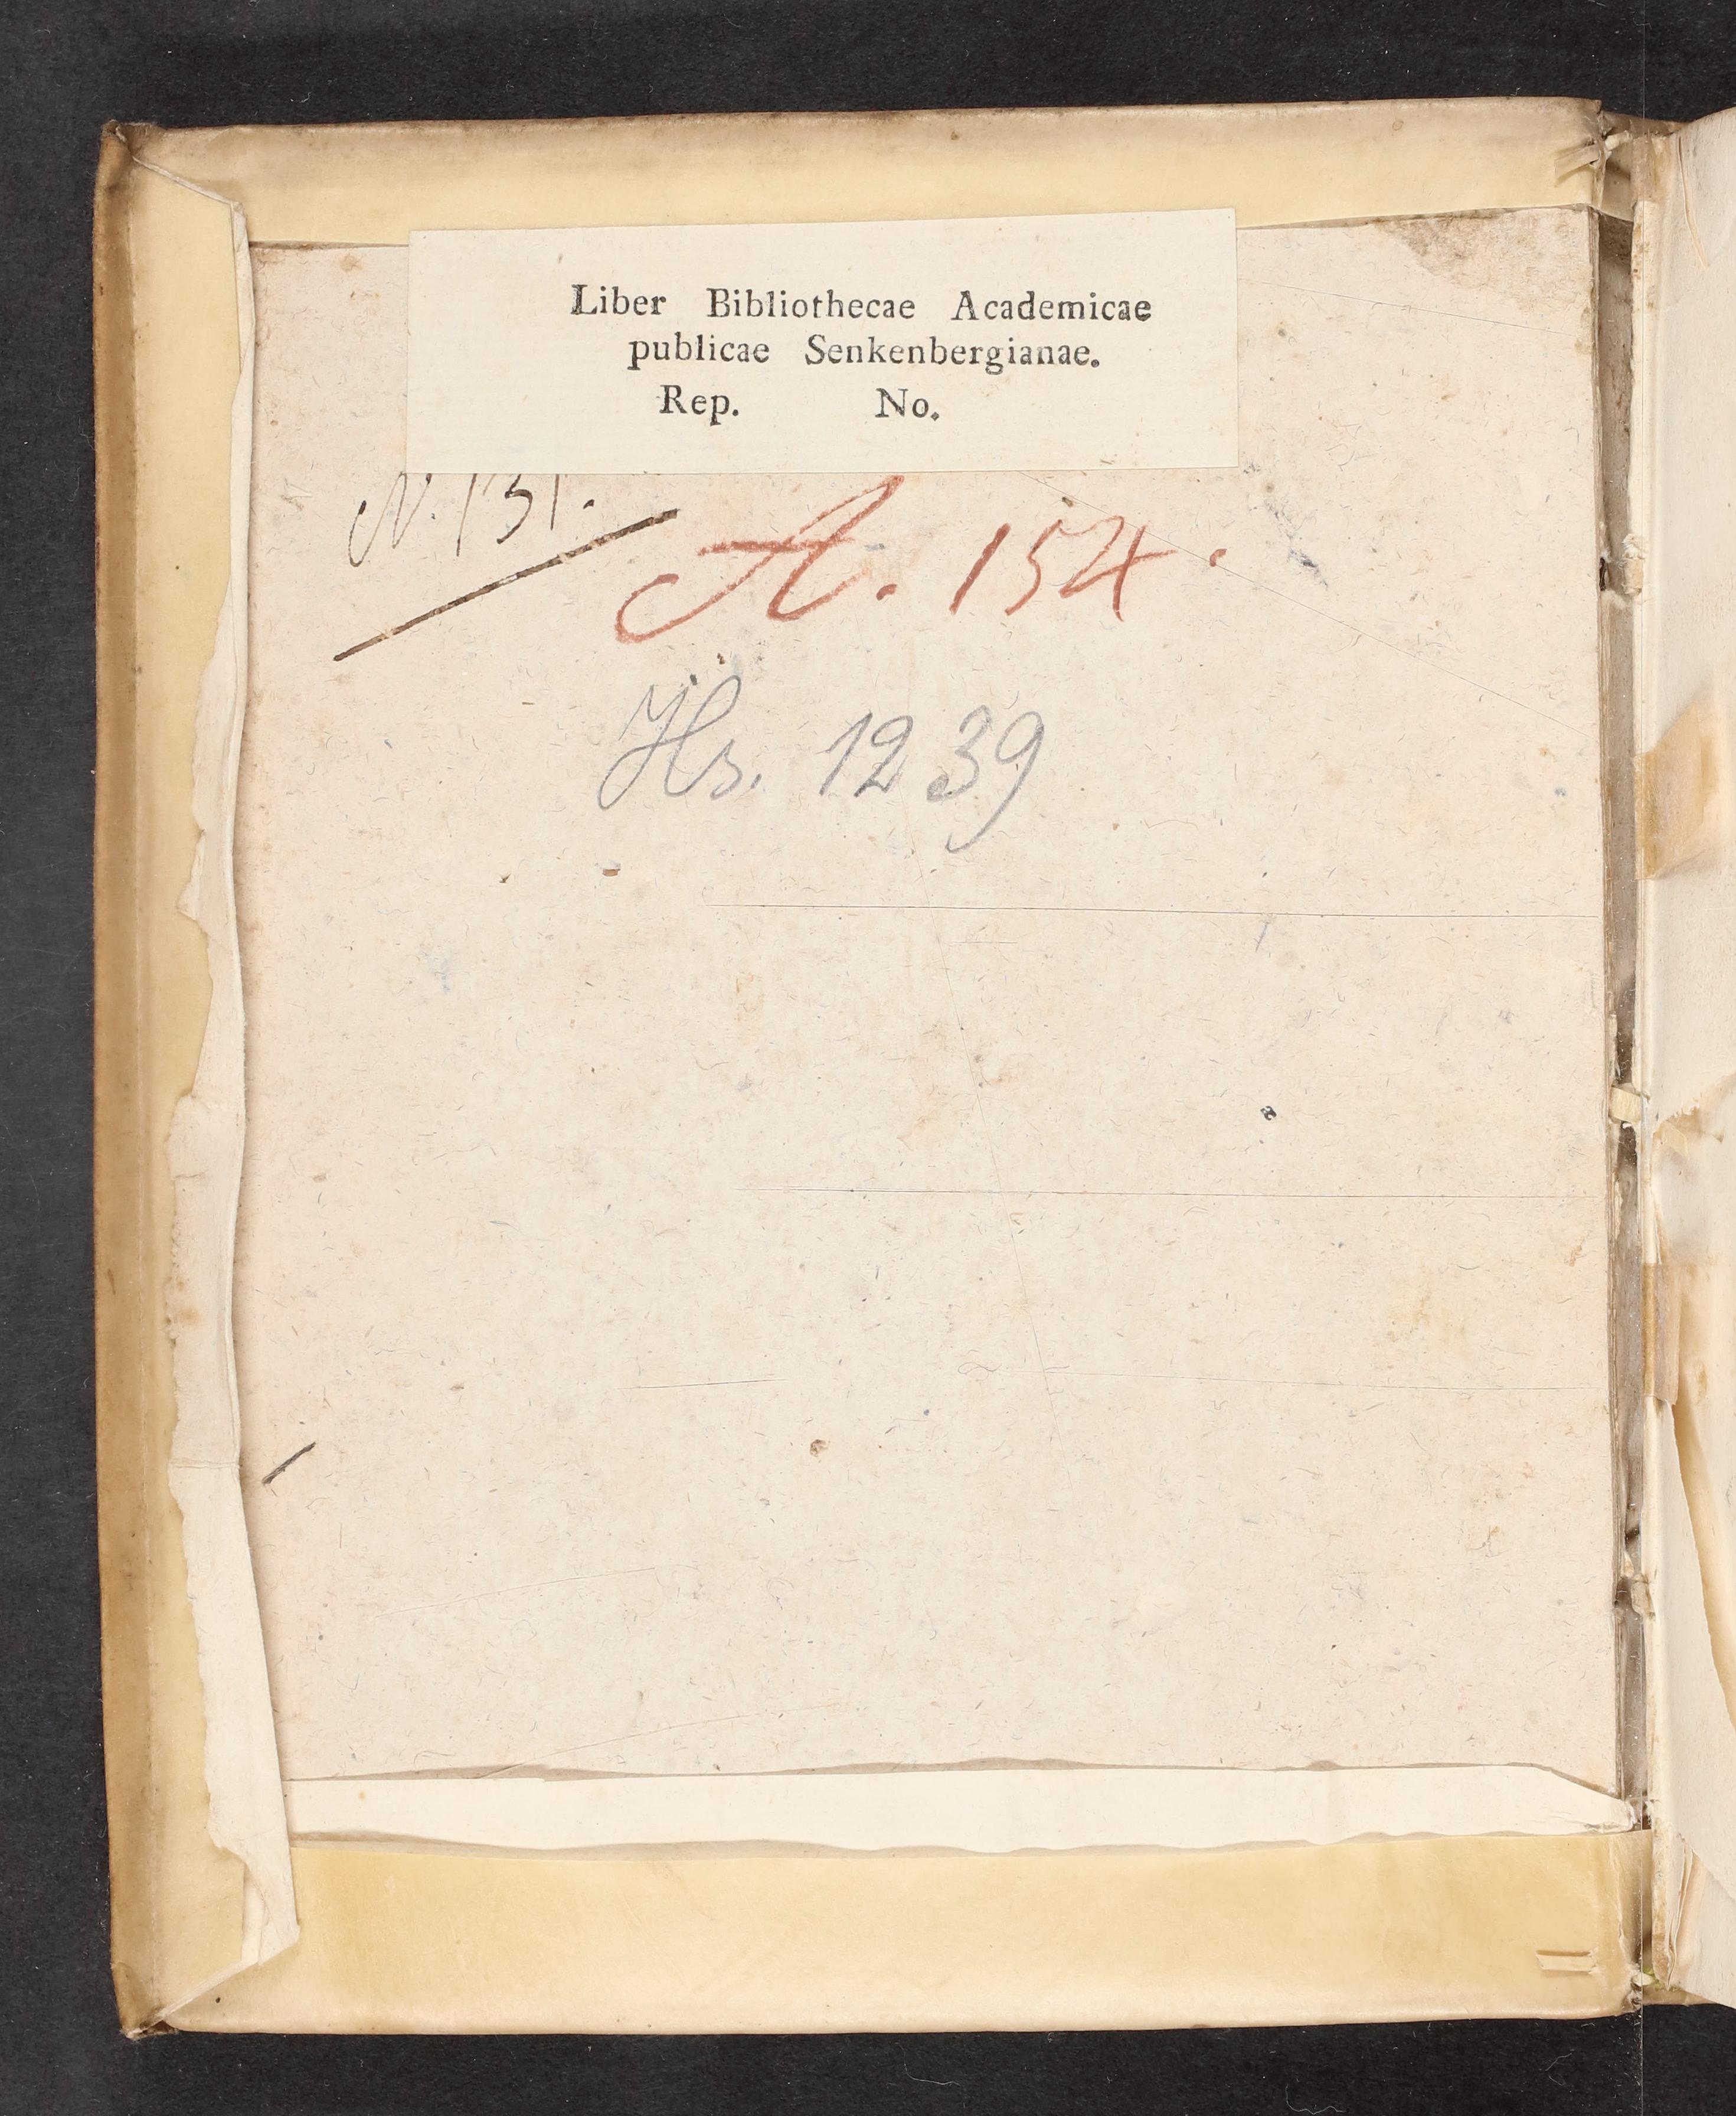 Liber Bibliothecae Academicae
publicae Senkenbergianae.
Rep. No.
N. 131.
A. 154.
Hs. 1239